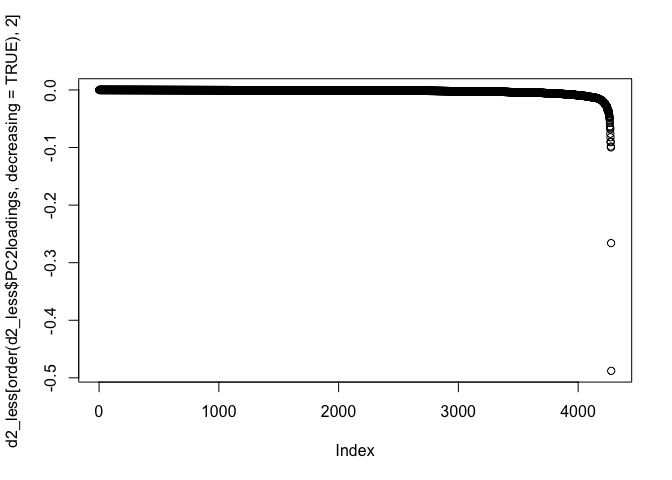 d2_less[order(d2_less$PC2loadings, decreasing = TRUE), 2]
0.0
-0.1
-0.2
-0.3
-0.4
-0.5
0 1000 2000 3000 4000
Index